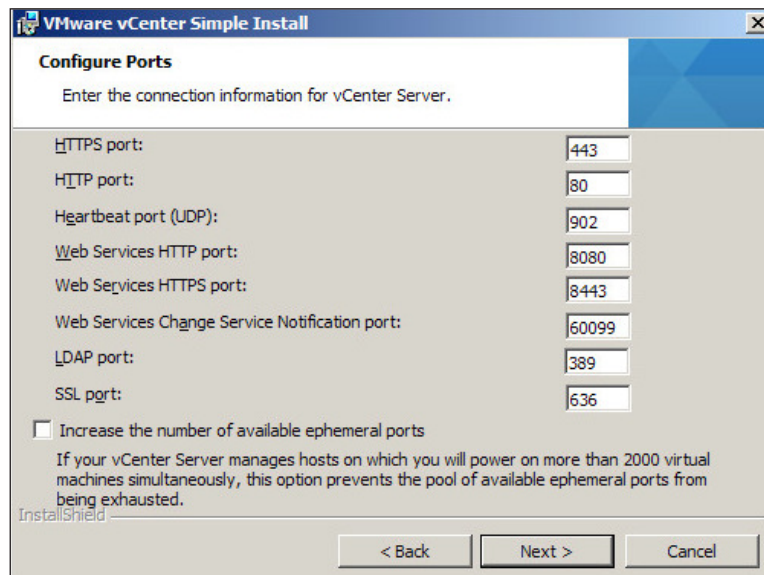 VMware vCenter Simple Install
Configure Ports
Enter the connection information for vCenter Server.
HTTPS port: 443
HTTP port: 80
Heartbeat port (UDP): 902
Web Services HTTP port: 8080
Web Services HTTPS port: 8443
Web Services Change Service Notification port: 60099
LDAP port: 389
SSL port: 636
Increase the number of available ephemeral ports
If your vCenter Server manages hosts on which you will power on more than 2000 virtual
machines simultaneously, this option prevents the pool of available ephemeral ports from
being exhausted.
InstallShield
< Back Next > Cancel